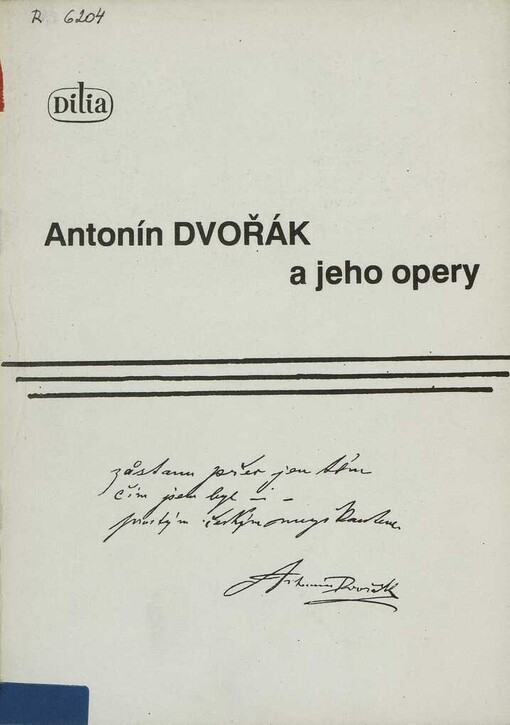 R 6204
Dilia
Antonín DVOŘÁK
a jeho opery
zůstanu přec jen tím
čím jsem byl – i –
prostým českým muzikantem.
Antonín Dvořák